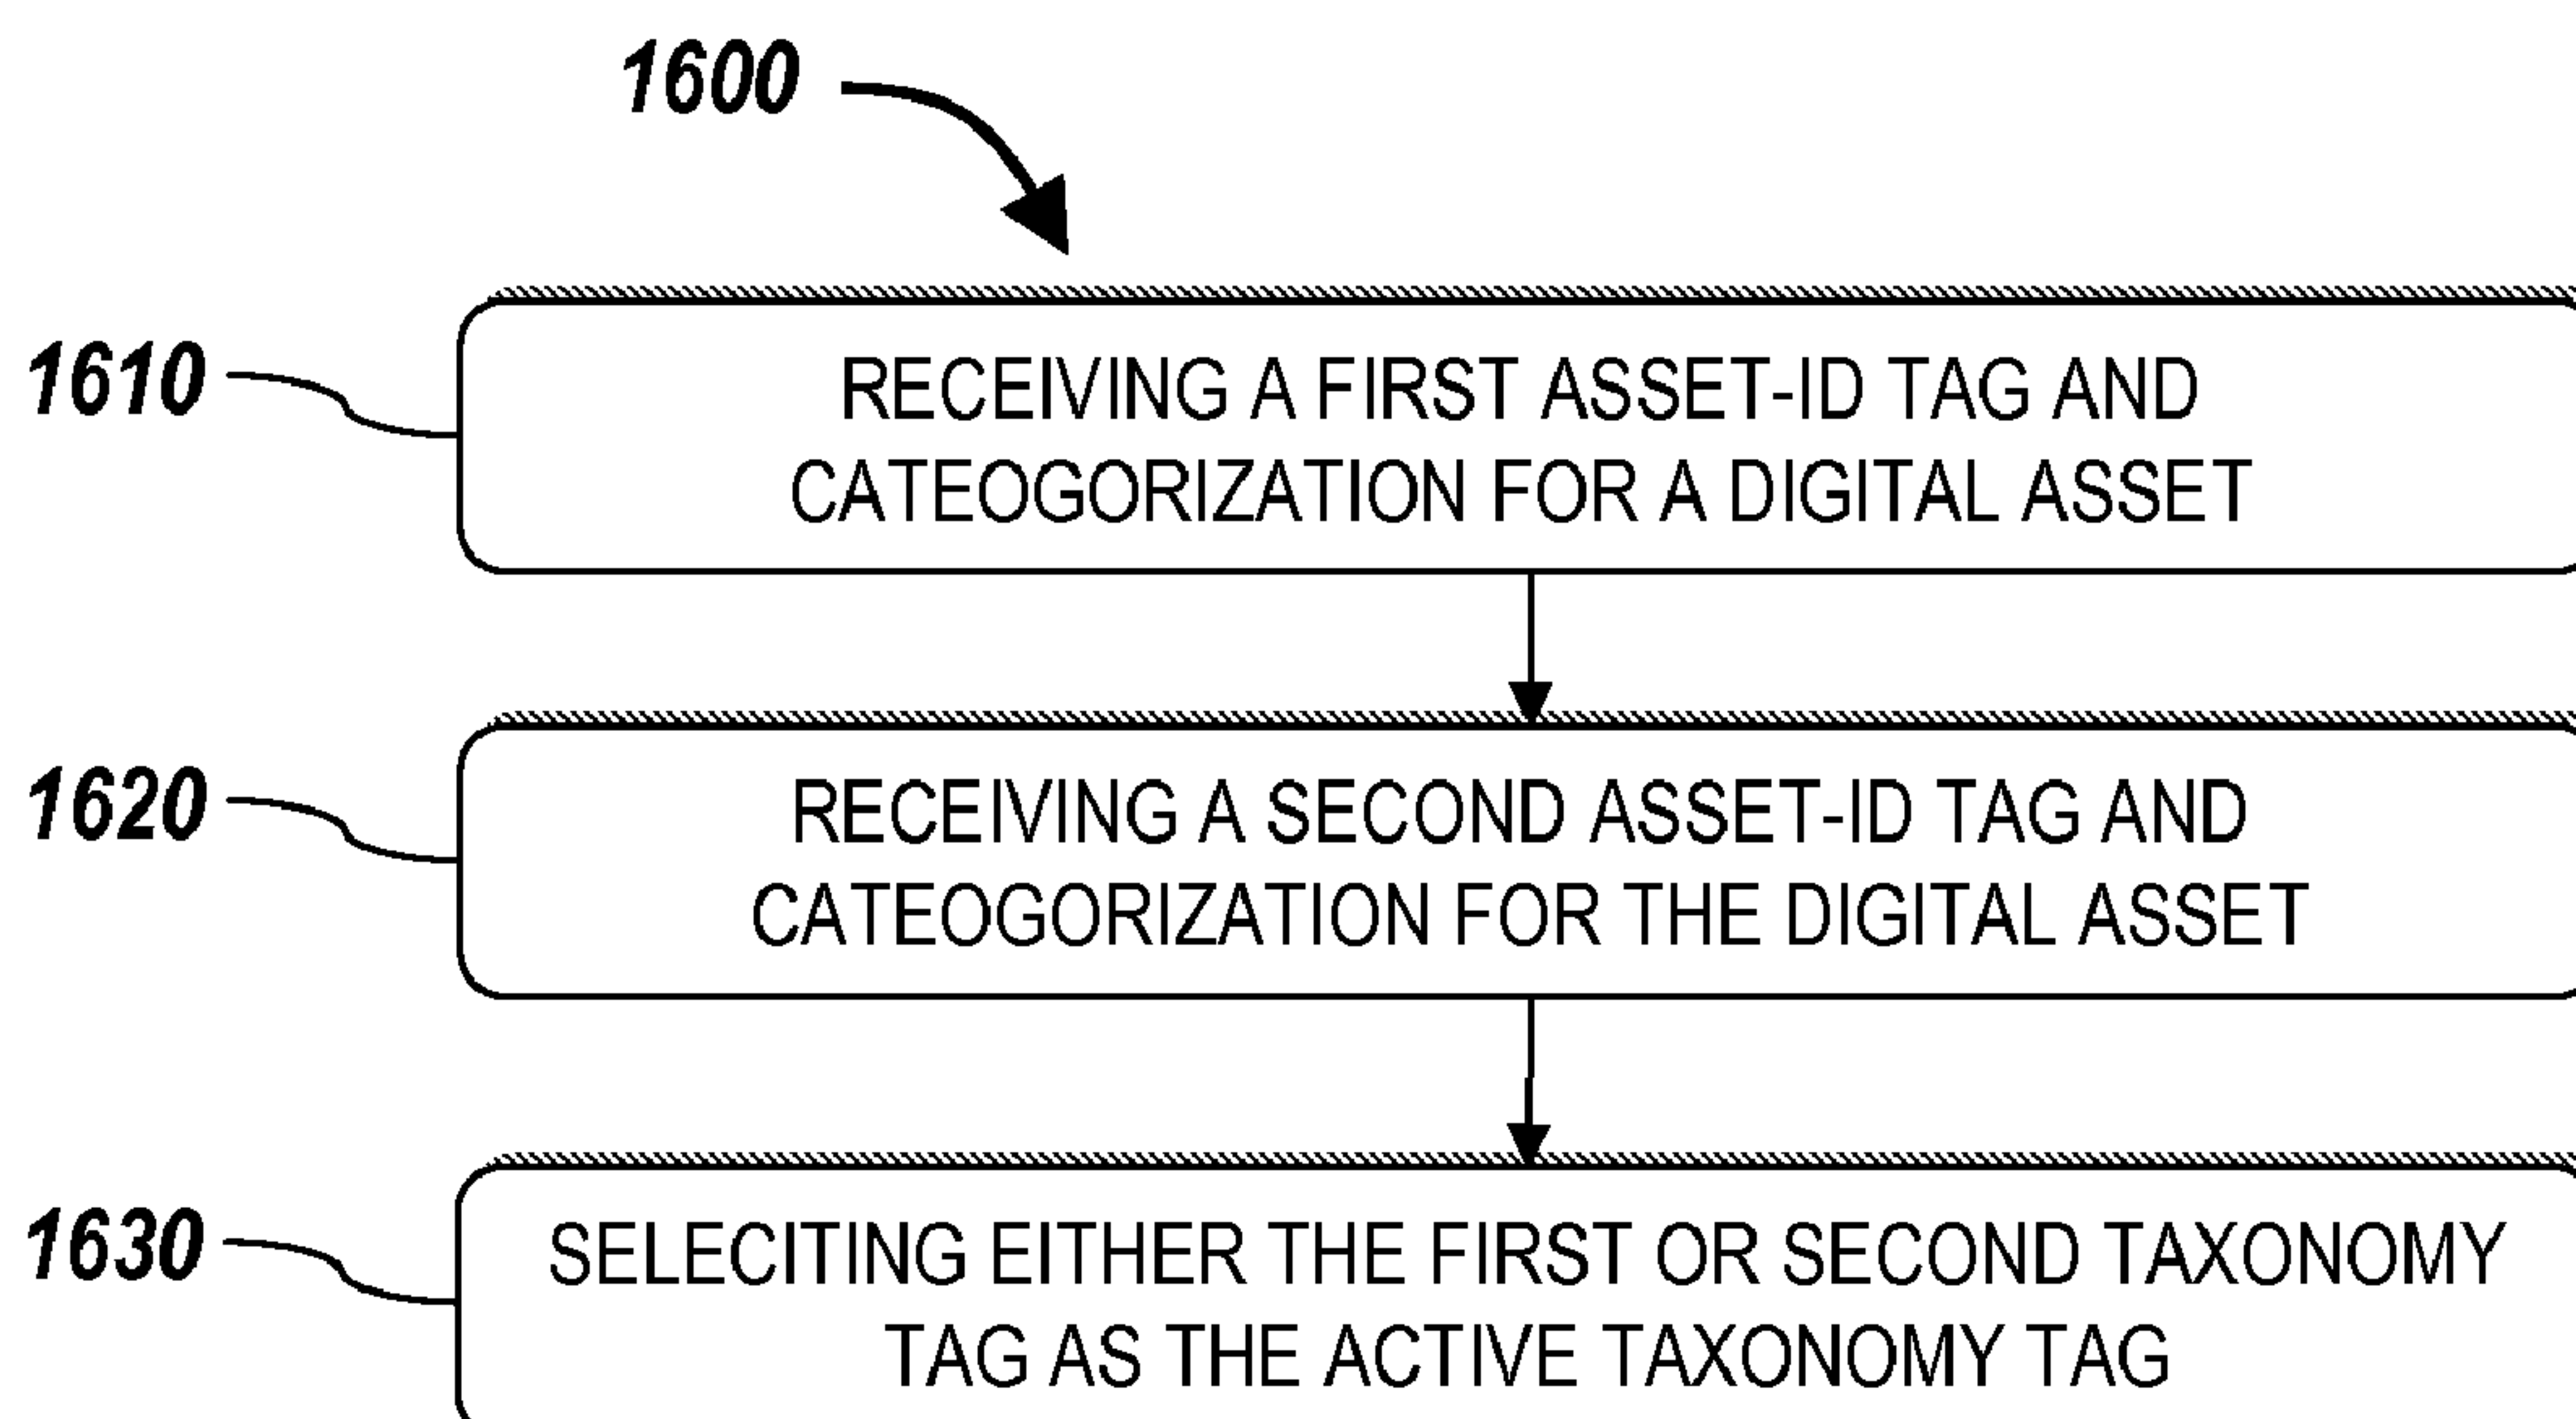 1600
1610
RECEIVING A FIRST ASSET-ID TAG AND
CATEOGORIZATION FOR A DIGITAL ASSET
1620
RECEIVING A SECOND ASSET-ID TAG AND
CATEOGORIZATION FOR THE DIGITAL ASSET
1630
SELECITING EITHER THE FIRST OR SECOND TAXONOMY
TAG AS THE ACTIVE TAXONOMY TAG